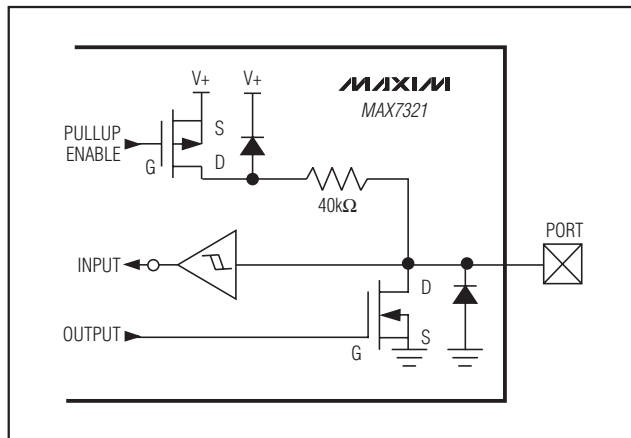 V+ V+
MAXIM
MAX7321
S
PULLUP
ENABLE
G
D
40kΩ
PORT
INPUT
D
OUTPUT
G
S